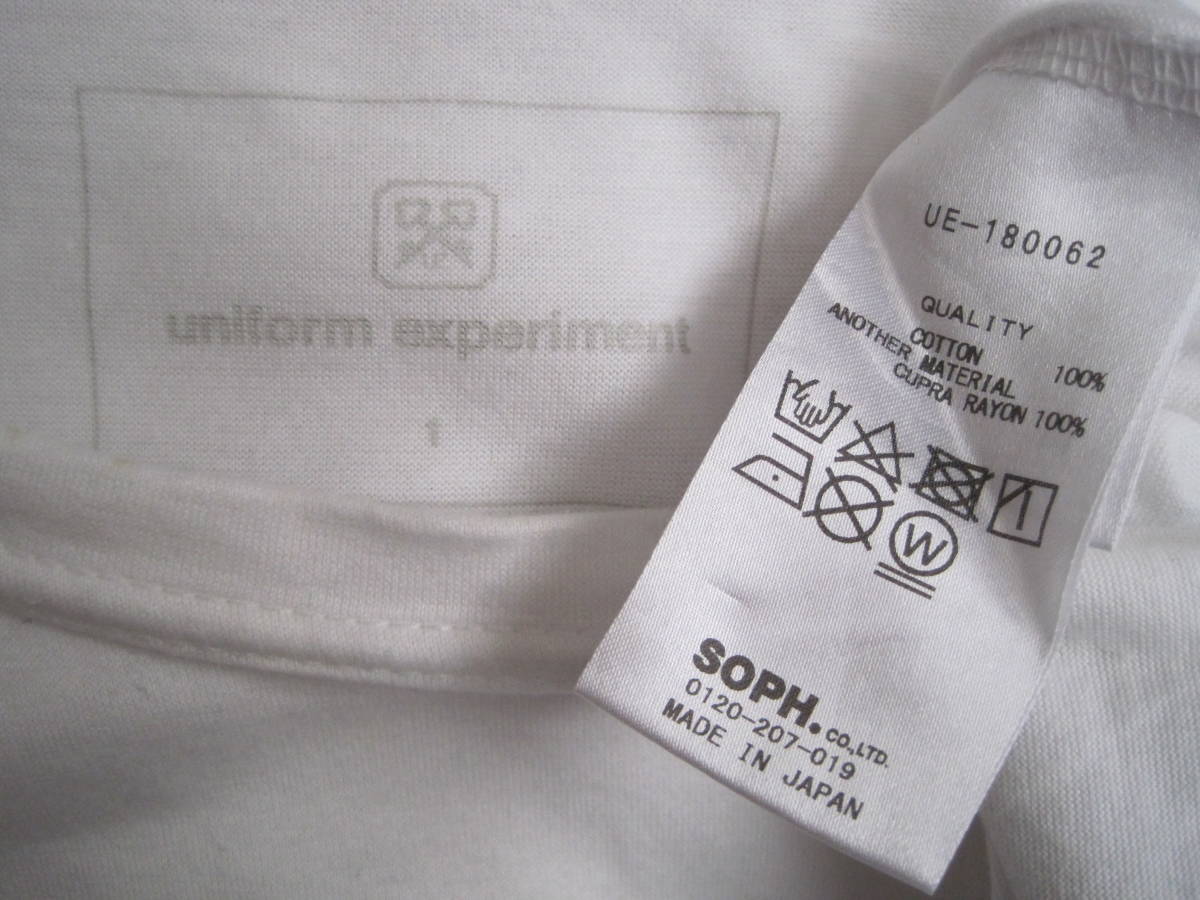 uniform experiment
1
UE-180062
QUALITY
COTTON 100%
ANOTHER MATERIAL
CUPRA RAYON 100%
W
SOPH. CO.,LTD.
0120-207-019
MADE IN JAPAN